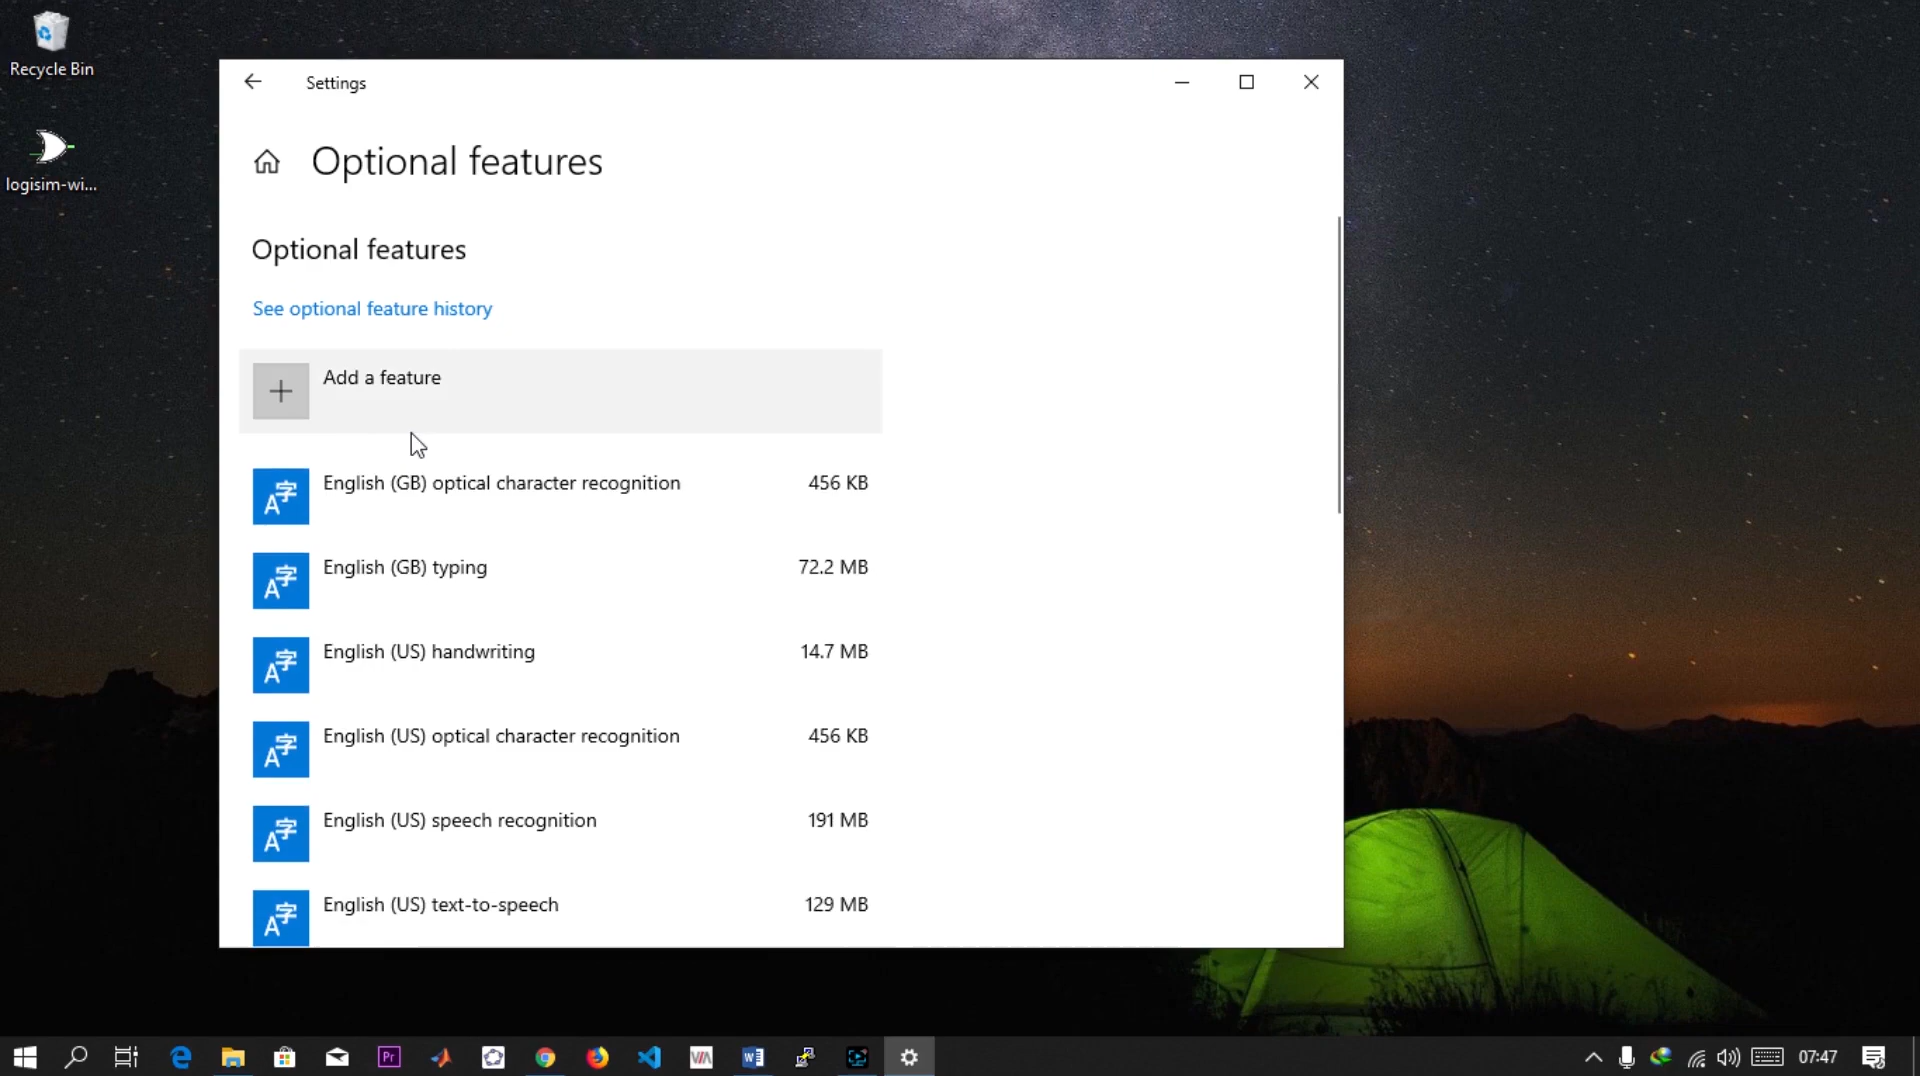 Recycle Bin
logisim-wi...
Settings
Optional features
Optional features
See optional feature history
Add a feature
English (GB) optical character recognition 456 KB
English (GB) typing 72.2 MB
English (US) handwriting 14.7 MB
English (US) optical character recognition 456 KB
English (US) speech recognition 191 MB
English (US) text-to-speech 129 MB
Pr
VIA
07:47